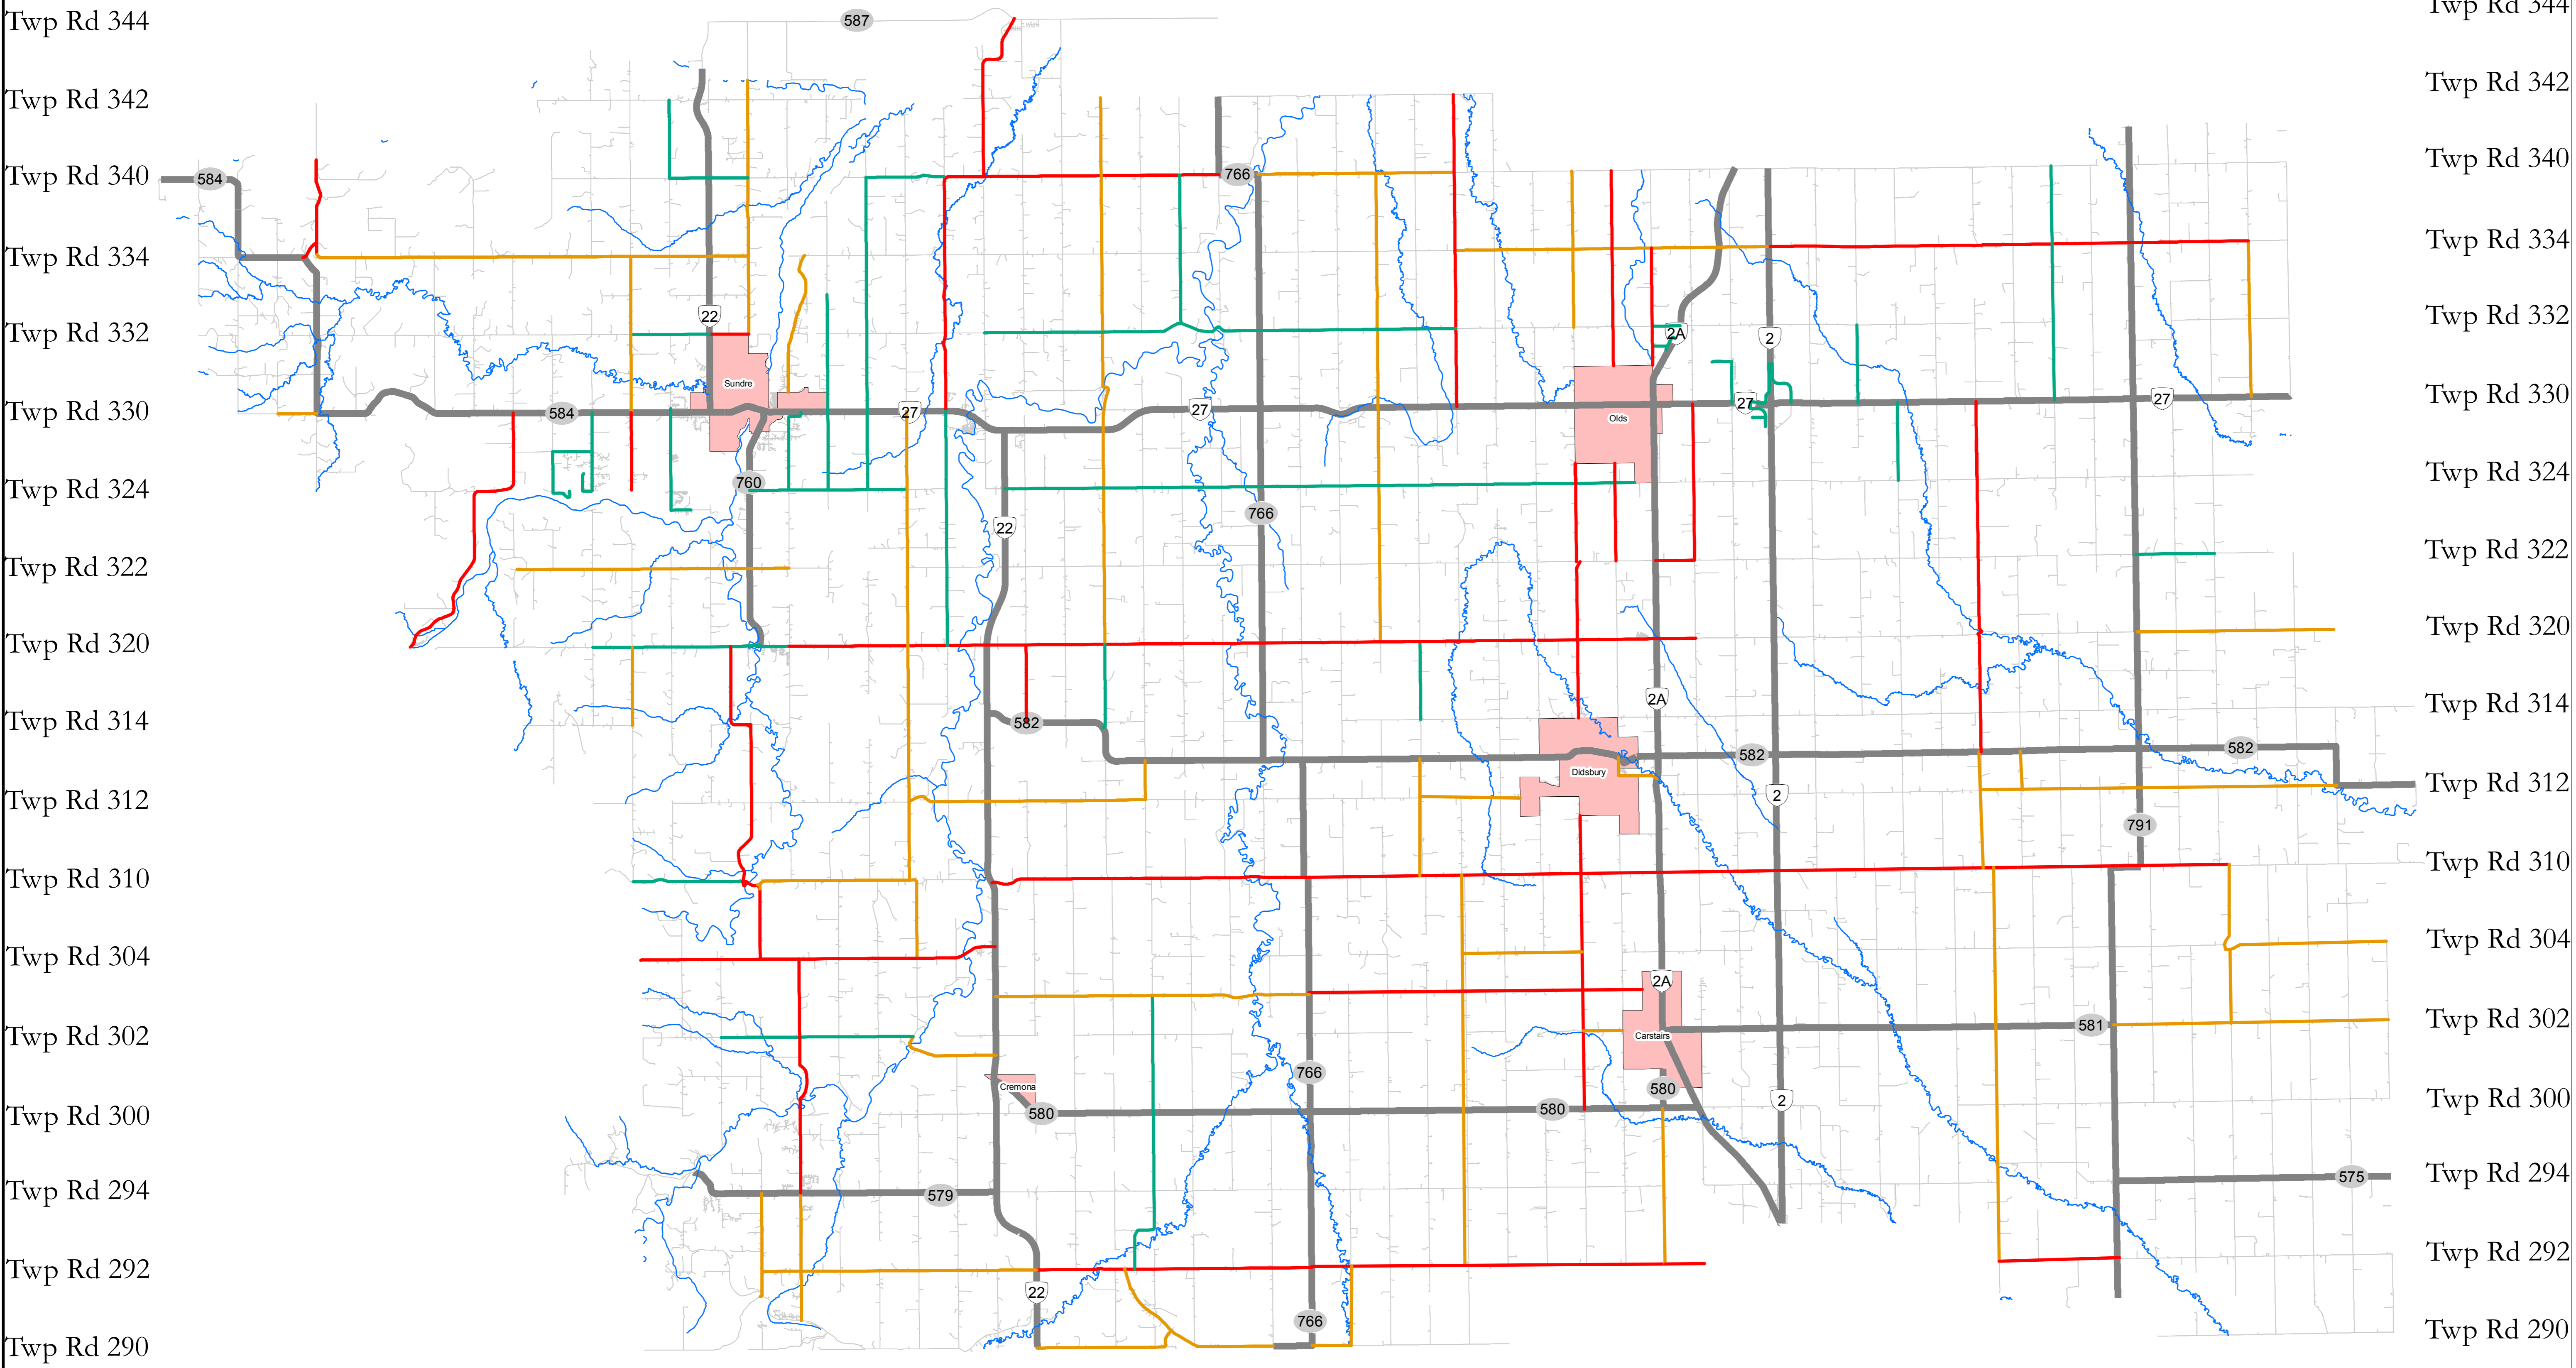 Twp Rd 344
587
Twp Rd 344
Twp Rd 342
Twp Rd 342
Twp Rd 340
584
766
Twp Rd 340
Twp Rd 334
Twp Rd 334
Twp Rd 332
22
2A
2
Twp Rd 332
Sundre
Twp Rd 330
584
27
27
Olds
27
27
Twp Rd 330
Twp Rd 324
760
Twp Rd 324
22
766
Twp Rd 322
Twp Rd 322
Twp Rd 320
Twp Rd 320
2A
Twp Rd 314
582
Twp Rd 314
582
582
Didsbury
Twp Rd 312
2
Twp Rd 312
791
Twp Rd 310
Twp Rd 310
Twp Rd 304
2A
Twp Rd 304
Twp Rd 302
Carstairs
581
Twp Rd 302
766
Cremona
580
Twp Rd 300
580
580
2
Twp Rd 300
Twp Rd 294
579
575
Twp Rd 294
Twp Rd 292
22
Twp Rd 292
766
Twp Rd 290
Twp Rd 290